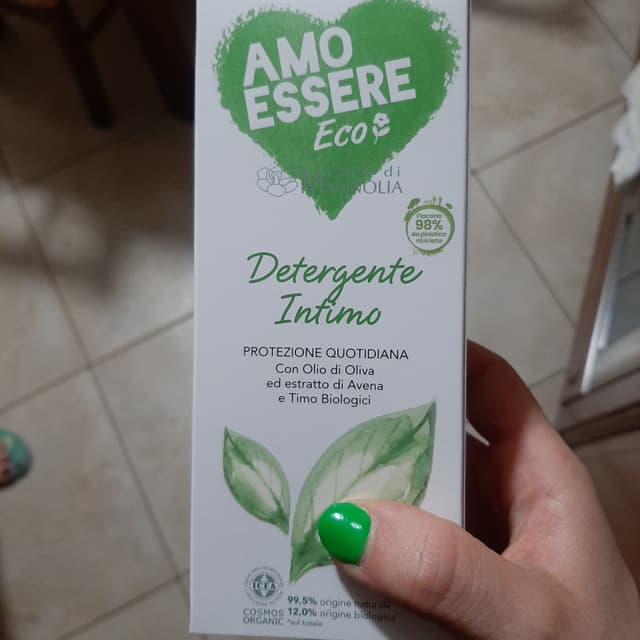 AMO
ESSERE
Eco
di
MAGNOLIA
Flacone
98%
da plastica
riciclata
Detergente
Intimo
PROTEZIONE QUOTIDIANA
Con Olio di Oliva
ed estratto di Avena
e Timo Biologici
ICEA
COSMOS
ORGANIC
99,5% origine naturale*
12,0% origine biologica*
*sul totale